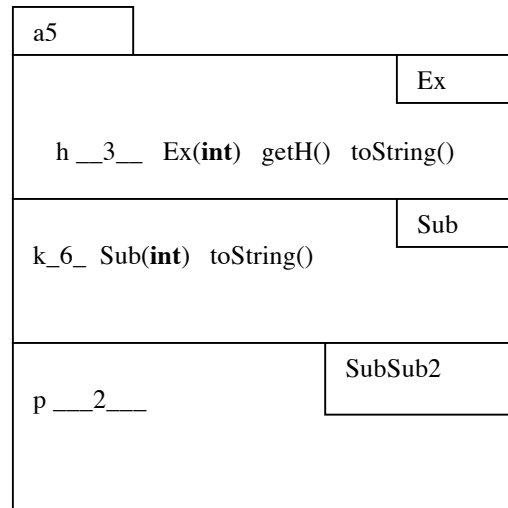 a5
Ex
h __3__ Ex(int) getH() toString()
Sub
k_6_ Sub(int) toString()
SubSub2
p ___2___